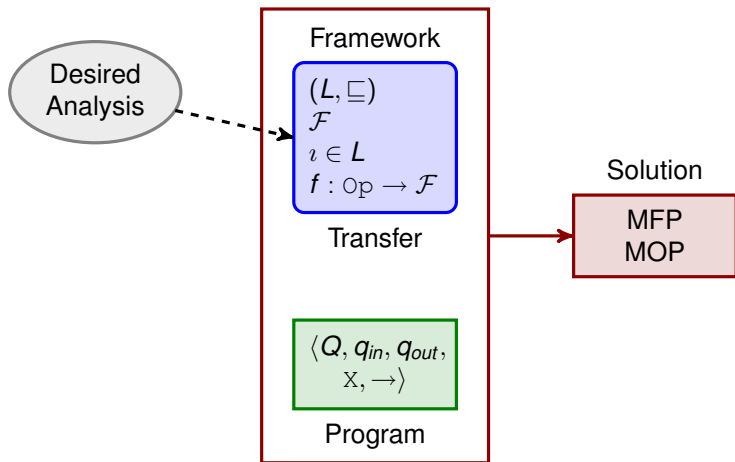 Framework
Desired
Analysis
(L, ⊑)
ℱ
ı ∈ L
f : Op → ℱ
Transfer
Solution
MFP
MOP
⟨Q, q_in, q_out,
X, →⟩
Program